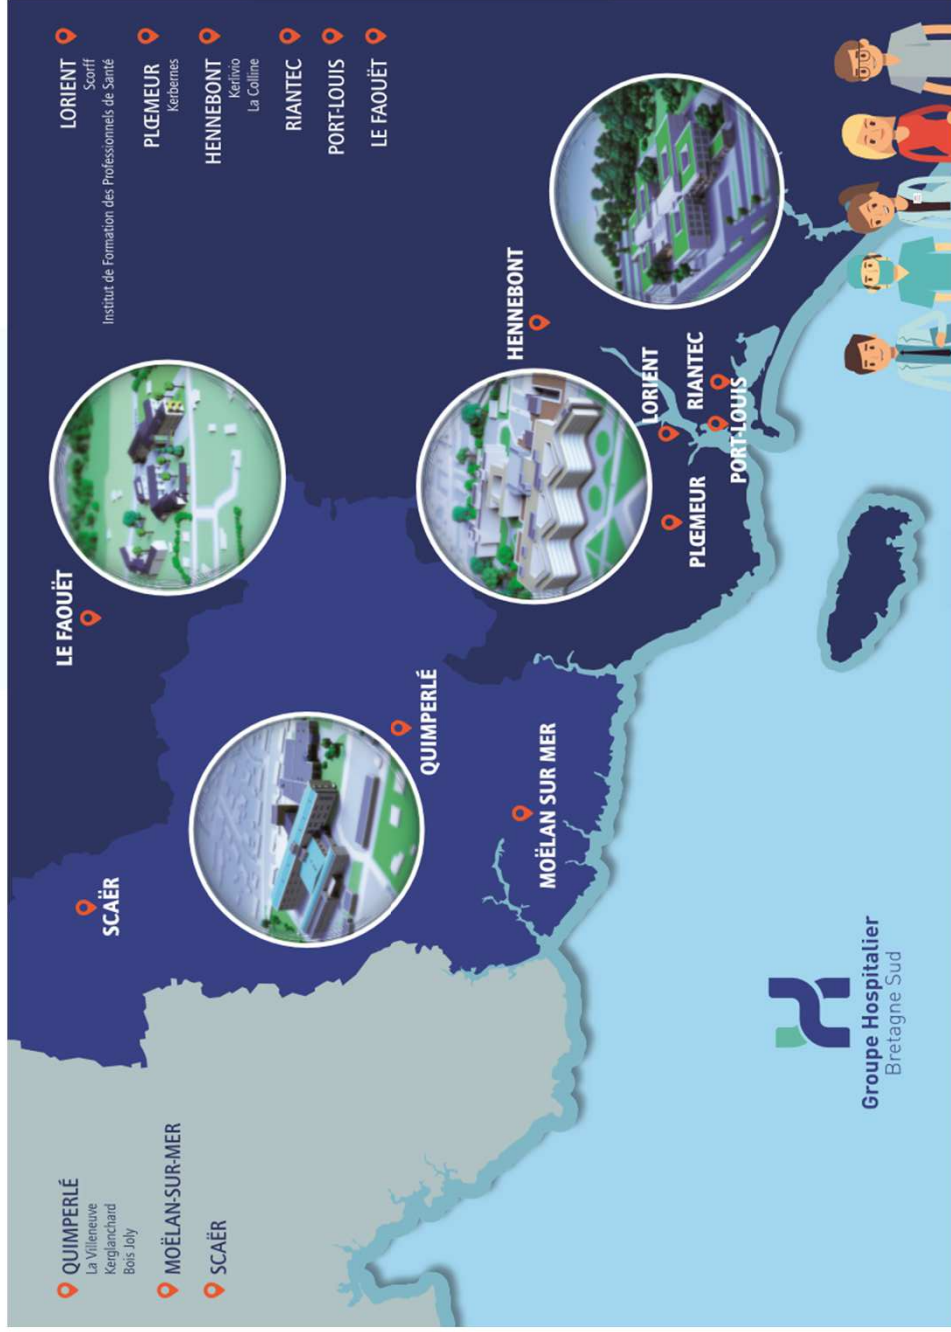 QUIMPERLÉ
La Villeneuve
Kerglanchard
Bois Joly
MOËLAN-SUR-MER
SCAËR
LORIENT
Scorff
Institut de Formation des Professionnels de Santé
PLŒMEUR
Kerbernes
HENNEBONT
Kerlivio
La Colline
RIANTEC
PORT-LOUIS
LE FAOUËT
SCAËR
LE FAOUËT
QUIMPERLÉ
MOËLAN SUR MER
HENNEBONT
LORIENT
PLŒMEUR
RIANTEC
PORT-LOUIS
Groupe Hospitalier
Bretagne Sud